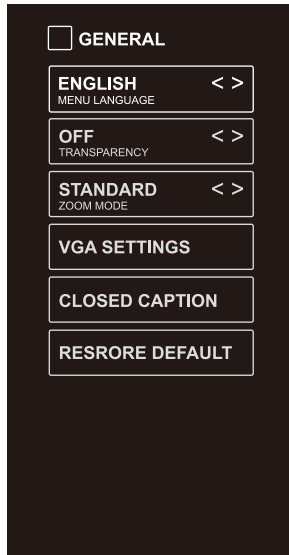 GENERAL
ENGLISH < >
MENU LANGUAGE
OFF < >
TRANSPARENCY
STANDARD < >
ZOOM MODE
VGA SETTINGS
CLOSED CAPTION
RESRORE DEFAULT